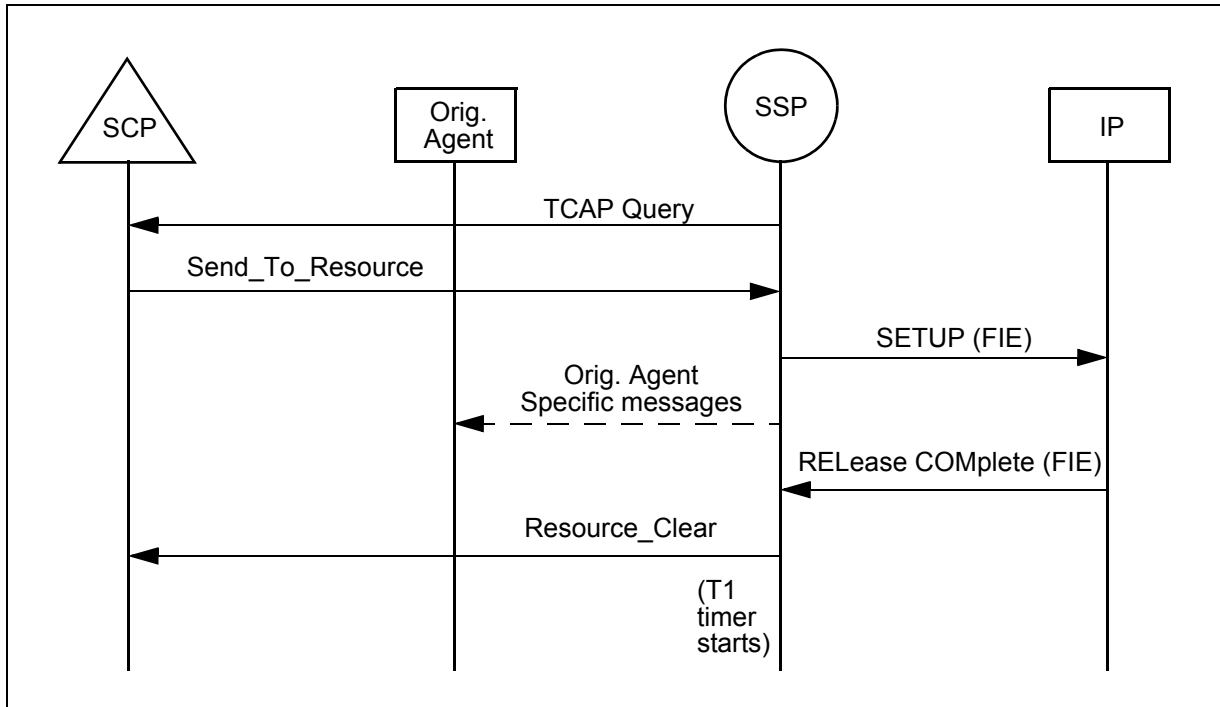 SCP
Orig.
Agent
SSP
IP
TCAP Query
Send_To_Resource
SETUP (FIE)
Orig. Agent
Specific messages
RELease COMplete (FIE)
Resource_Clear
(T1
timer
starts)